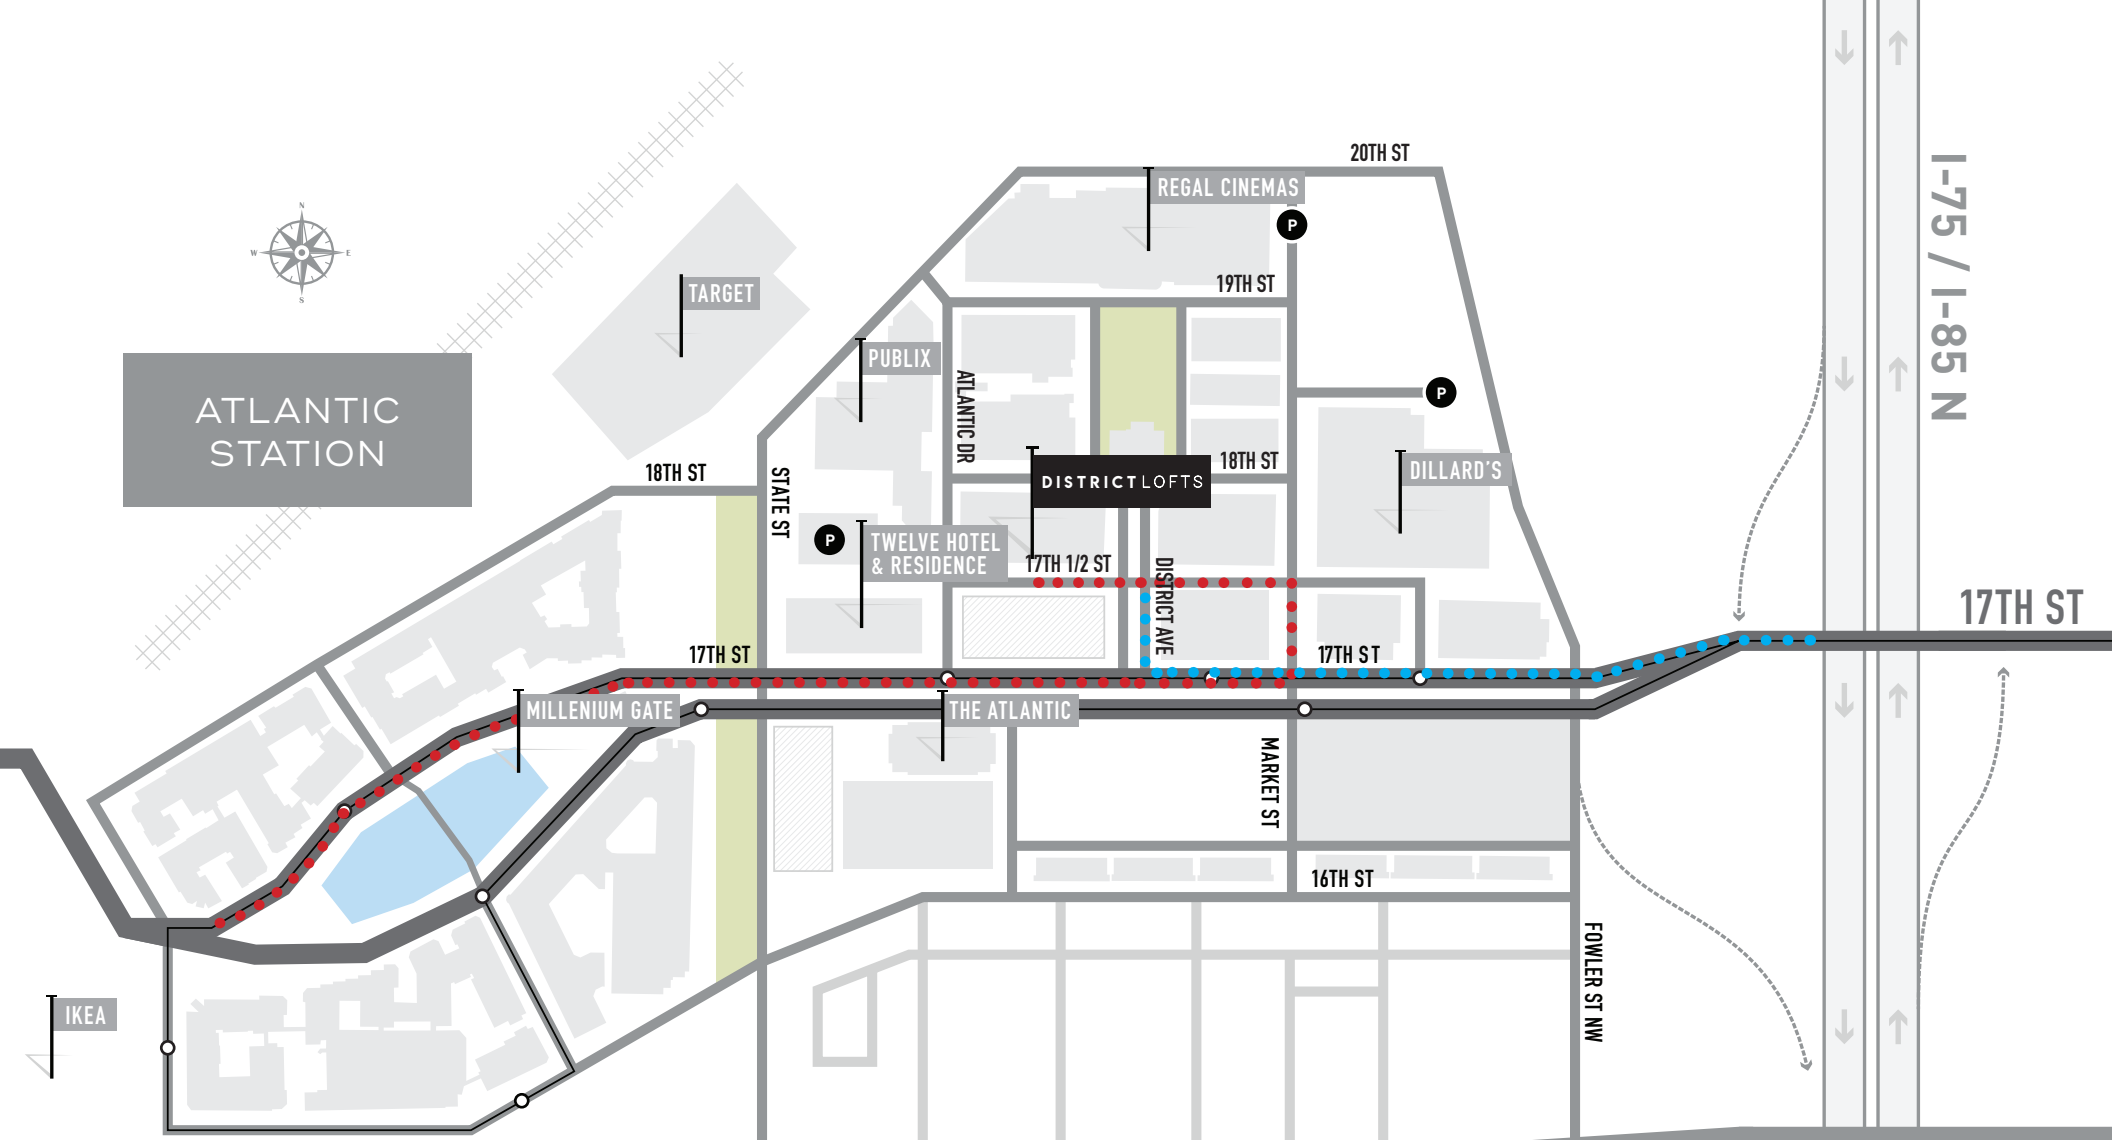 20TH ST
REGAL CINEMAS
P
19TH ST
I-75 / I-85 N
N
W
E
S
TARGET
PUBLIX
ATLANTIC DR
P
ATLANTIC
STATION
18TH ST
STATE ST
DISTRICTLOFTS
18TH ST
DILLARD'S
P
TWELVE HOTEL
& RESIDENCE
17TH 1/2 ST
DISTRICT AVE
17TH ST
17TH ST
17TH ST
MILLENIUM GATE
THE ATLANTIC
MARKET ST
16TH ST
FOWLER ST NW
IKEA